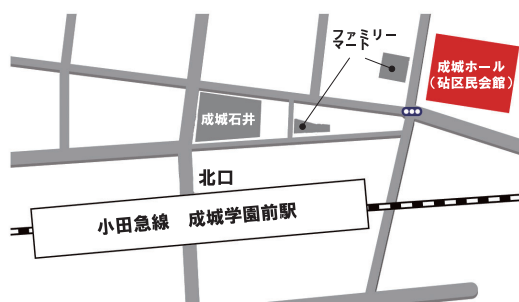 ファミリー
マート
成城ホール
（砧区民会館）
成城石井
北口
小田急線　成城学園前駅